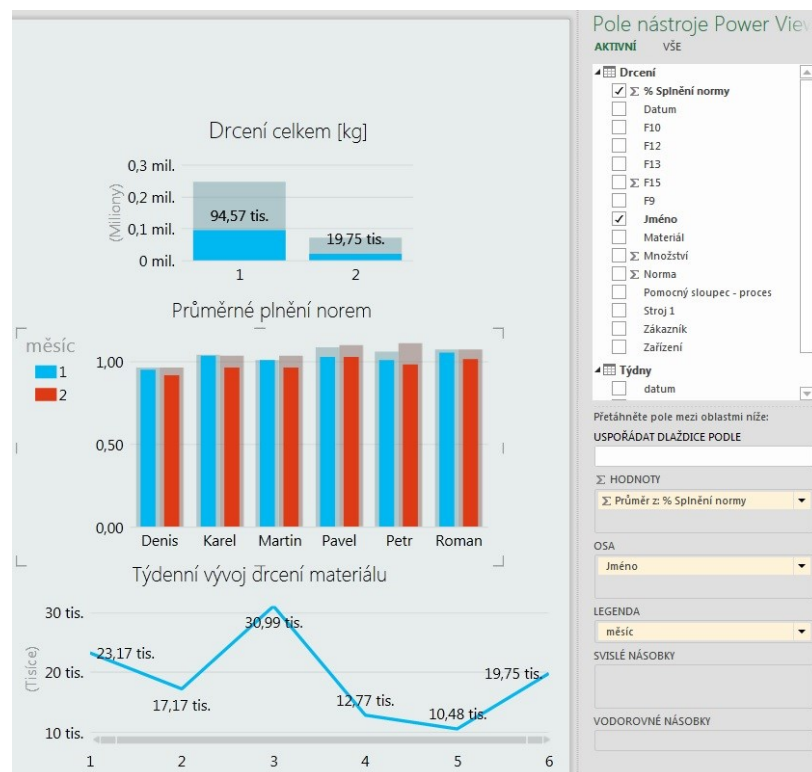 Drcení celkem [kg]
0,3 mil.
0,2 mil.
0,1 mil.
0 mil.
(Miliony)
94,57 tis.
19,75 tis.
1
2
Průměrné plnění norem
měsíc
1
2
1,00
0,50
0,00
Denis Karel Martin Pavel Petr Roman
Týdenní vývoj drcení materiálu
30 tis.
20 tis.
10 tis.
(Tisíce)
23,17 tis.
17,17 tis.
30,99 tis.
12,77 tis.
10,48 tis.
19,75 tis.
1 2 3 4 5 6
Pole nástroje Power View
AKTIVNÍ VŠE
Drcení
Σ % Splnění normy
Datum
F10
F12
F13
Σ F15
F9
Jméno
Materiál
Σ Množství
Σ Norma
Pomocný sloupec - proces
Stroj 1
Zákazník
Zařízení
Týdny
datum
Přetáhněte pole mezi oblastmi níže:
USPOŘÁDAT DLAŽDICE PODLE
Σ HODNOTY
Σ Průměr z: % Splnění normy
OSA
Jméno
LEGENDA
měsíc
SVISLÉ NÁSOBKY
VODOROVNÉ NÁSOBKY